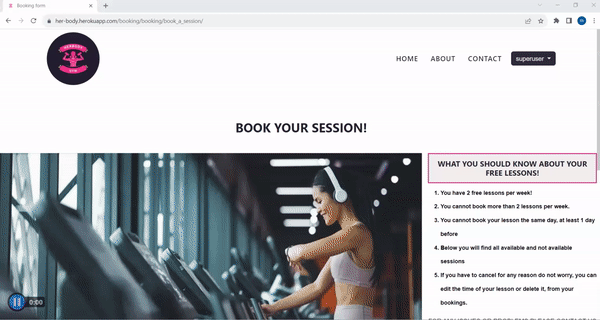 Booking form
her-body.herokuapp.com/booking/booking/book_a_session/
HERBODY
GYM
HOME ABOUT CONTACT superuser
BOOK YOUR SESSION!
WHAT YOU SHOULD KNOW ABOUT YOUR
FREE LESSONS!
1. You have 2 free lessons per week!
2. You cannot book more than 2 lessons per week.
3. You cannot book your lesson the same day, at least 1 day
before
4. Below you will find all available and not available
sessions
5. If you have to cancel for any reason do not worry, you can
edit the time of your lesson or delete it, from your
bookings.
0:00